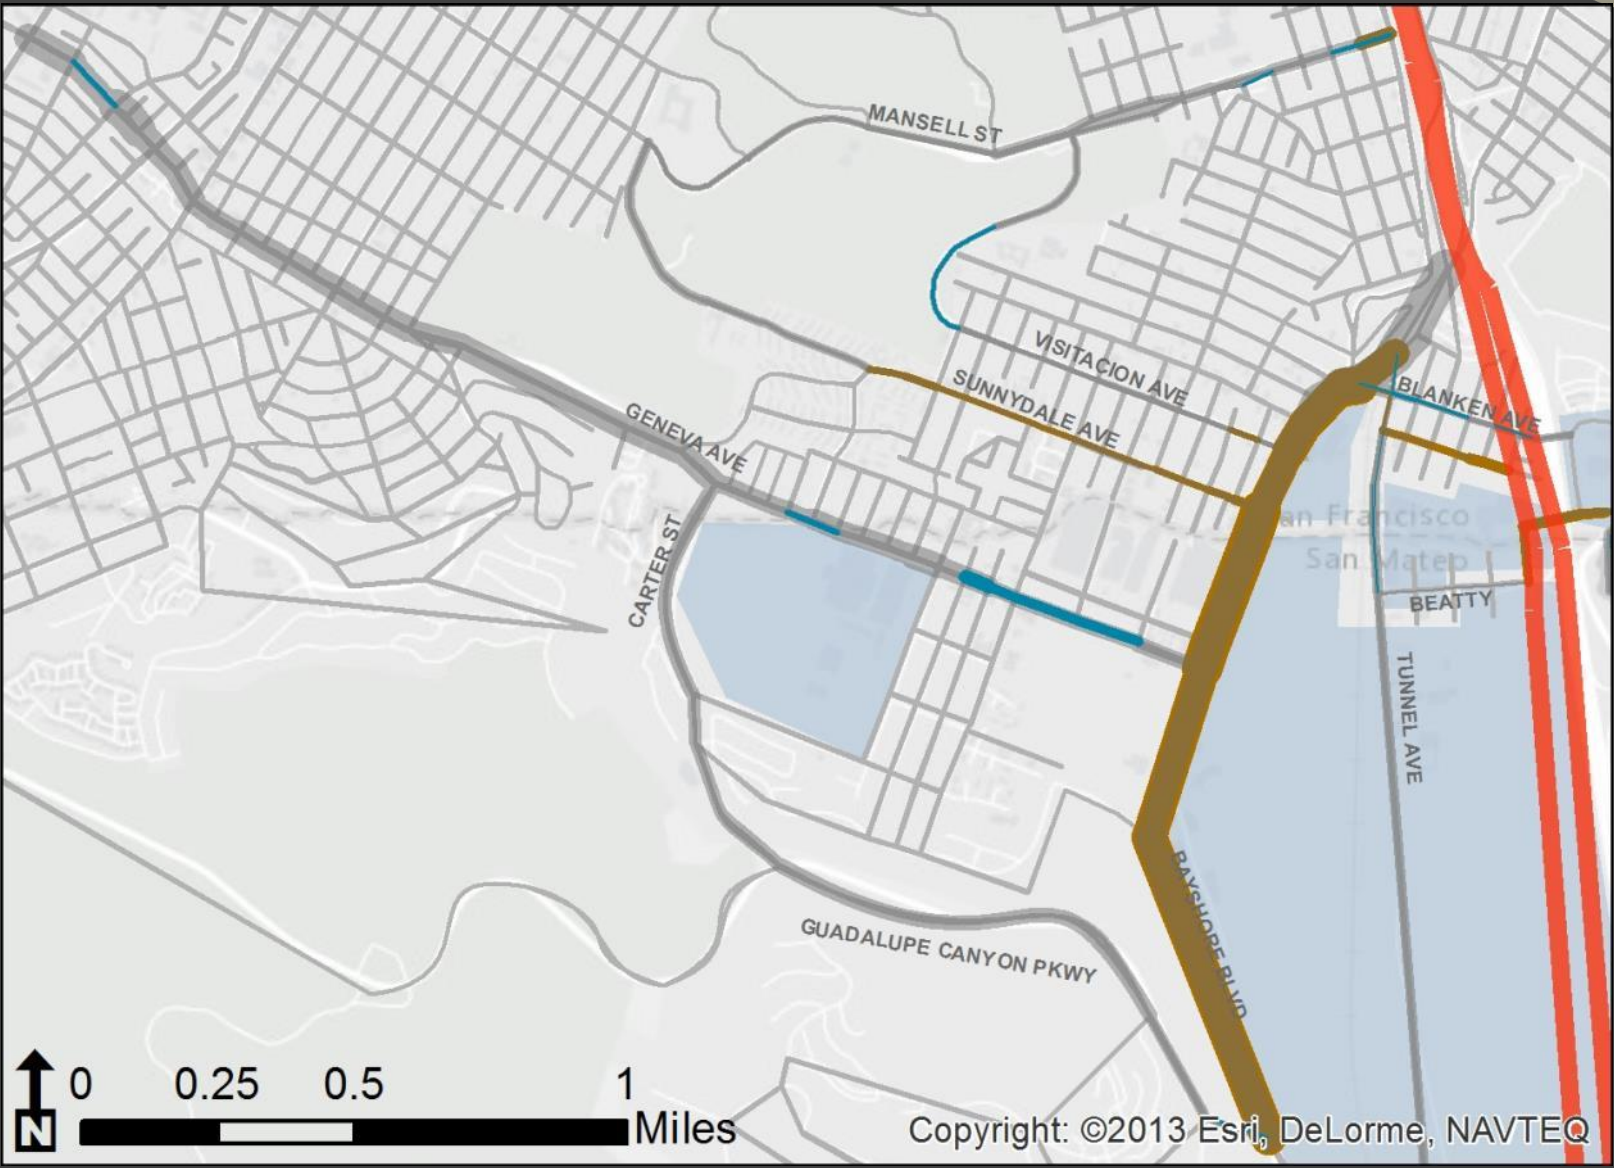 MANSELL ST
VISITACION AVE
SUNNYDALE AVE
BLANKEN AVE
GENEVA AVE
CARTER ST
an Francisco
San Mateo
BEATTY
TUNNEL AVE
BAYSHORE BLVD
GUADALUPE CANYON PKWY
0 0.25 0.5 1
Miles
N
Copyright: ©2013 Esri, DeLorme, NAVTEQ